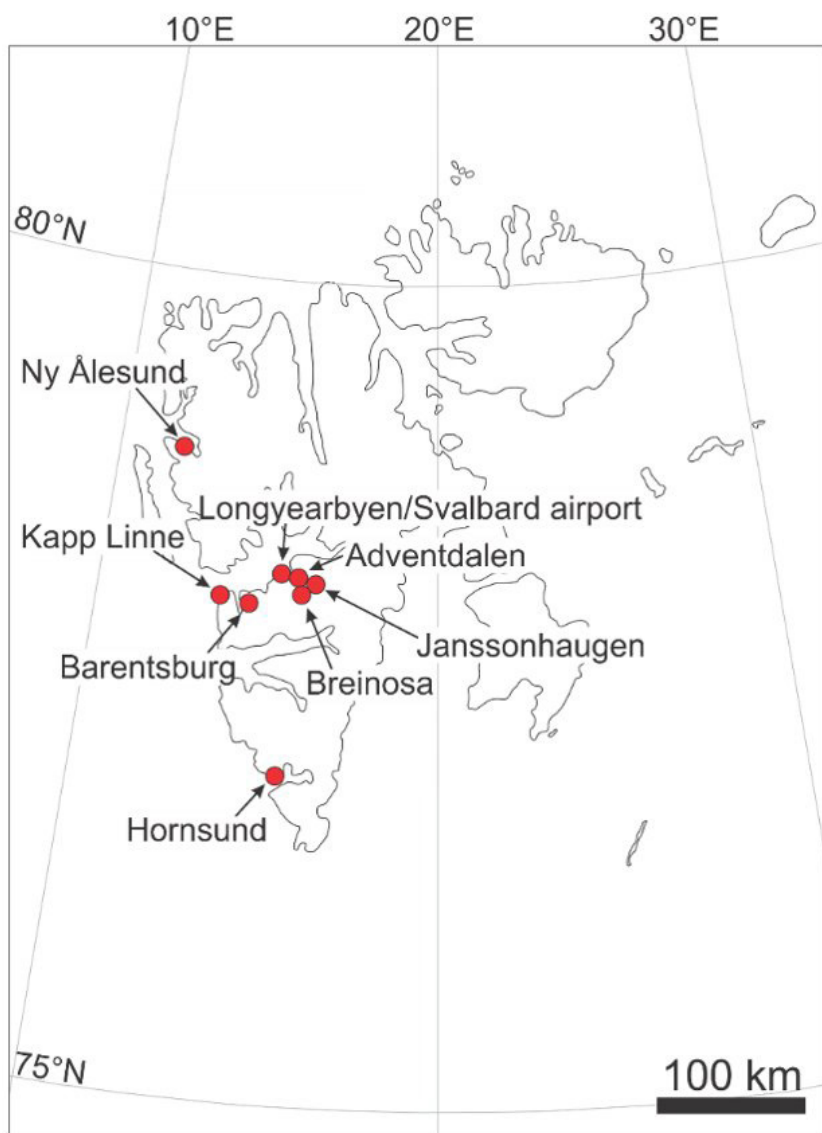 10°E
20°E
30°E
80°N
Ny Ålesund
Longyearbyen/Svalbard airport
Kapp Linne
Adventdalen
Janssonhaugen
Barentsburg
Breinosa
Hornsund
75°N
100 km